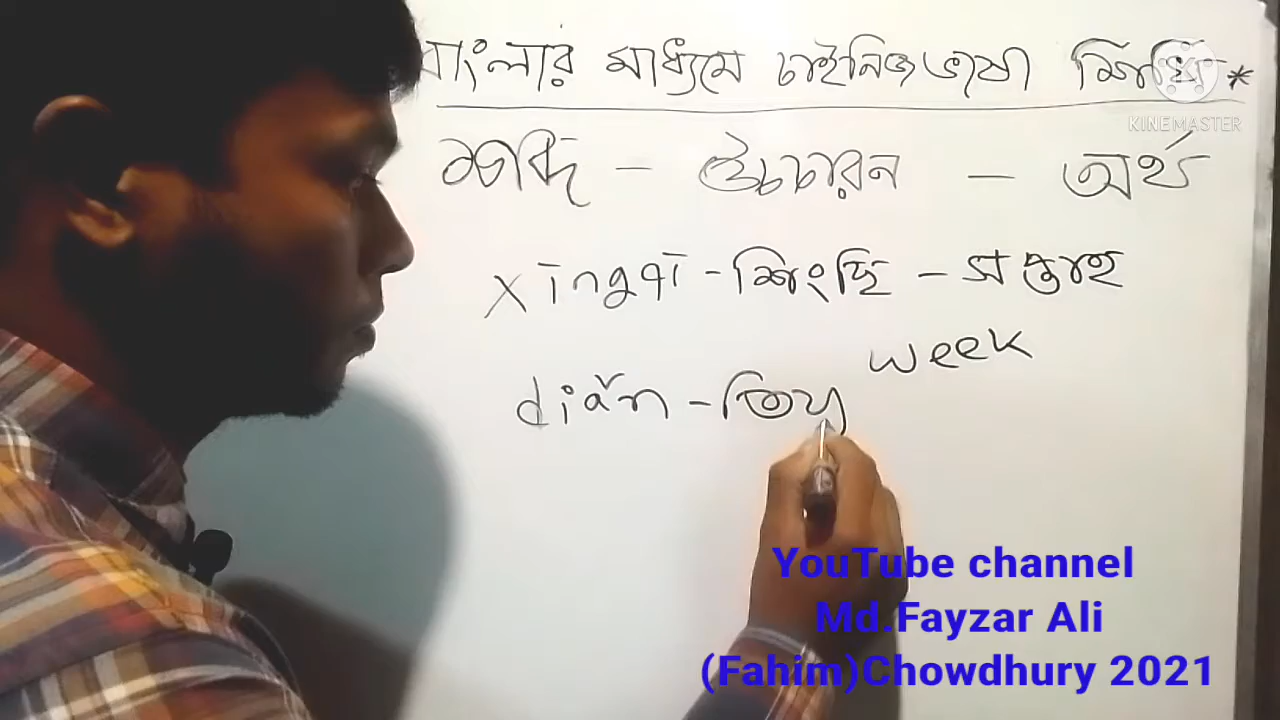 বাংলার মাধ্যমে চাইনিজ ভাষা শিখি *
KINEMASTER
শব্দ - উচ্চারন - অর্থ
xīngqī - শিংছি - সপ্তাহ
week
diǎn - তিয়
YouTube channel
Md.Fayzar Ali
(Fahim)Chowdhury 2021